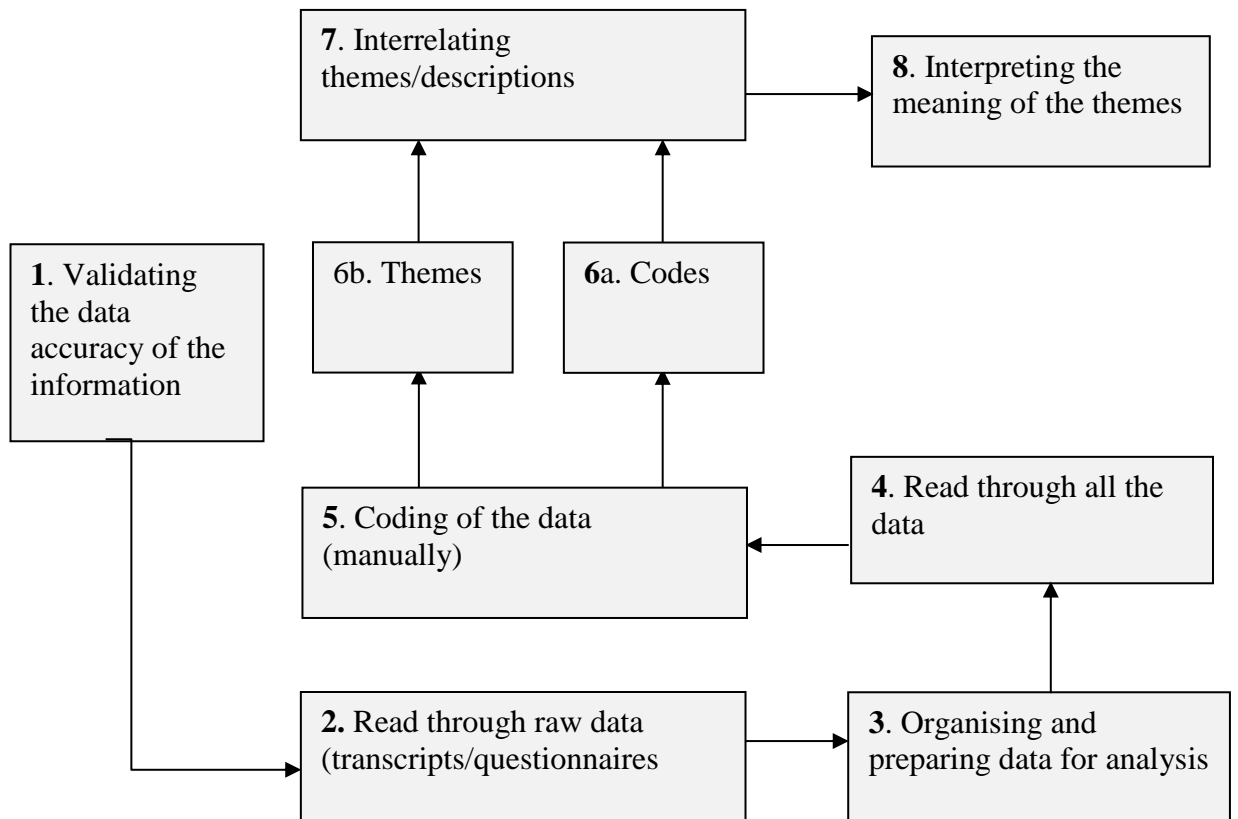 7. Interrelating
themes/descriptions
8. Interpreting the
meaning of the themes
1. Validating
the data
accuracy of the
information
6b. Themes
6a. Codes
5. Coding of the data
(manually)
4. Read through all the
data
2. Read through raw data
(transcripts/questionnaires
3. Organising and
preparing data for analysis